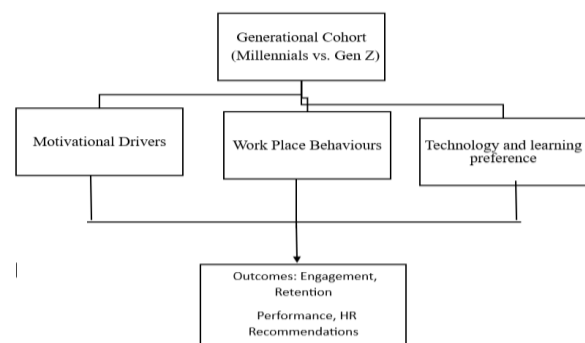 Generational Cohort
(Millennials vs. Gen Z)
Motivational Drivers
Work Place Behaviours
Technology and learning
preference
Outcomes: Engagement,
Retention
Performance, HR
Recommendations